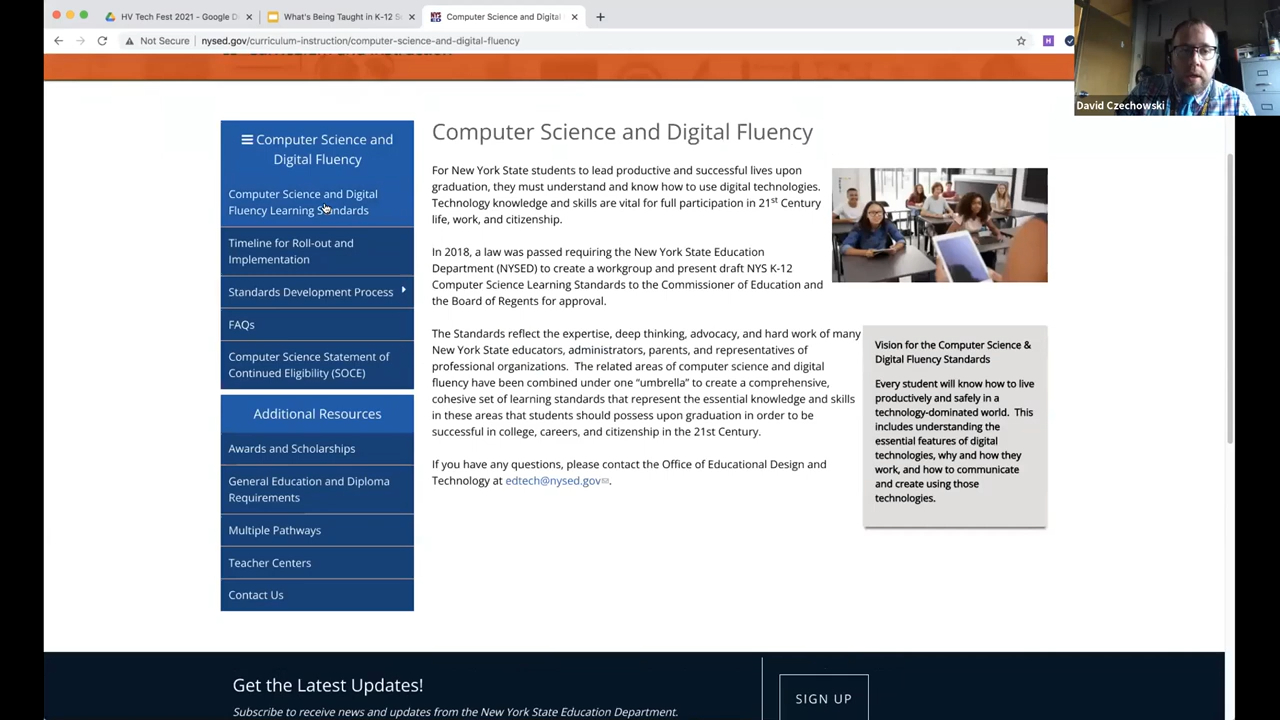 HV Tech Fest 2021 - Google D
What's Being Taught in K-12 S
Computer Science and Digital
Not Secure
nysed.gov/curriculum-instruction/computer-science-and-digital-fluency
David Czechowski
Computer Science and
Digital Fluency
Computer Science and Digital
Fluency Learning Standards
Timeline for Roll-out and
Implementation
Standards Development Process
FAQs
Computer Science Statement of
Continued Eligibility (SOCE)
Additional Resources
Awards and Scholarships
General Education and Diploma
Requirements
Multiple Pathways
Teacher Centers
Contact Us
Computer Science and Digital Fluency
For New York State students to lead productive and successful lives upon
graduation, they must understand and know how to use digital technologies.
Technology knowledge and skills are vital for full participation in 21st Century
life, work, and citizenship.
In 2018, a law was passed requiring the New York State Education
Department (NYSED) to create a workgroup and present draft NYS K-12
Computer Science Learning Standards to the Commissioner of Education and
the Board of Regents for approval.
The Standards reflect the expertise, deep thinking, advocacy, and hard work of many
New York State educators, administrators, parents, and representatives of
professional organizations. The related areas of computer science and digital
fluency have been combined under one “umbrella” to create a comprehensive,
cohesive set of learning standards that represent the essential knowledge and skills
in these areas that students should possess upon graduation in order to be
successful in college, careers, and citizenship in the 21st Century.
If you have any questions, please contact the Office of Educational Design and
Technology at edtech@nysed.gov.
Vision for the Computer Science &
Digital Fluency Standards
Every student will know how to live
productively and safely in a
technology-dominated world. This
includes understanding the
essential features of digital
technologies, why and how they
work, and how to communicate
and create using those
technologies.
Get the Latest Updates!
Subscribe to receive news and updates from the New York State Education Department.
SIGN UP